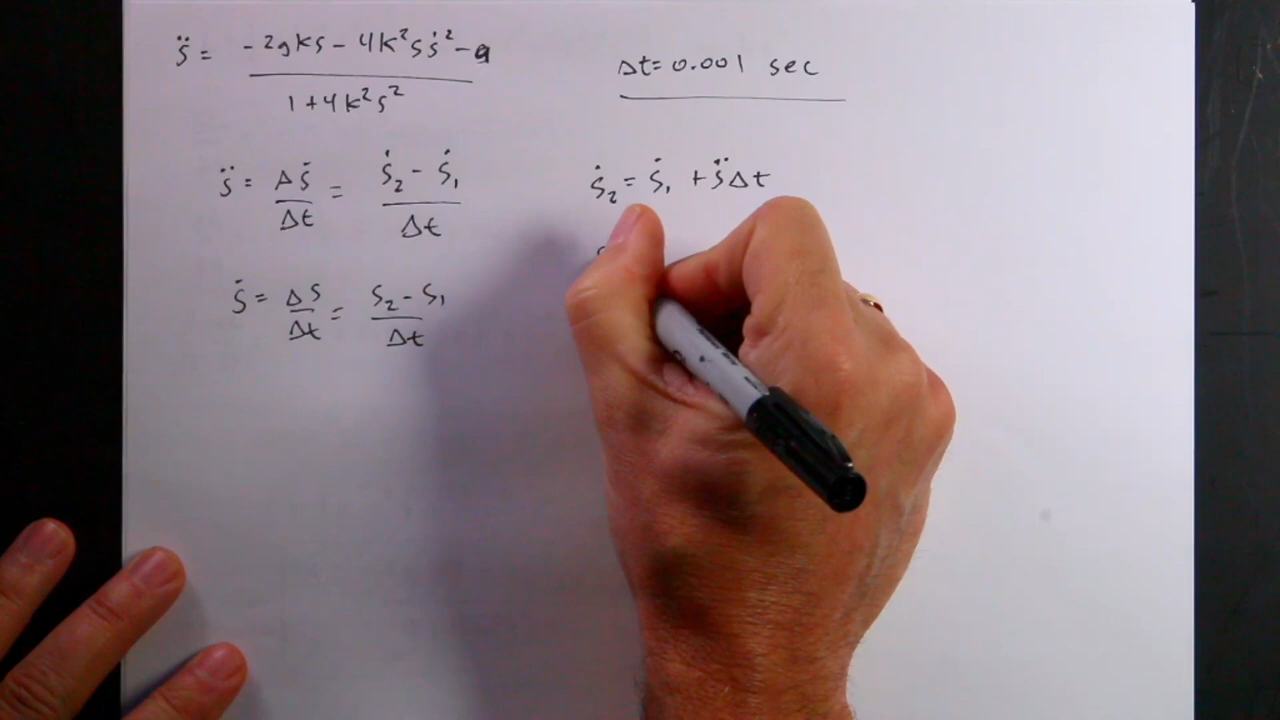 s̈ = (-2gks - 4k²sṡ² - a) / (1+4k²s²)
Δt = 0.001 sec
s̈ = Δṡ/Δt = (ṡ₂ - ṡ₁)/Δt
ṡ₂ = ṡ₁ + s̈Δt
ṡ = Δs/Δt = (s₂ - s₁)/Δt